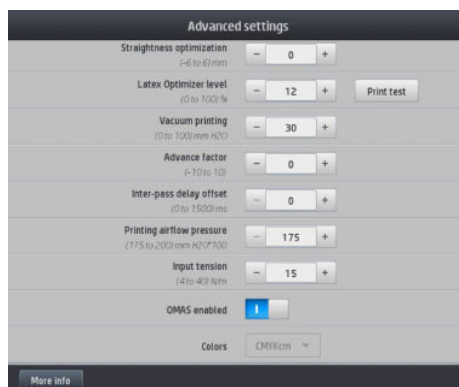 Advanced settings
Straightness optimization
(-6 to 6) mm
- 0 +
Latex Optimizer level
(0 to 100) %
- 12 +
Print test
Vacuum printing
(0 to 100) mm H2O
- 30 +
Advance factor
(-10 to 10)
- 0 +
Inter-pass delay offset
(0 to 1500) ms
- 0 +
Printing airflow pressure
(175 to 200) mm H2O*100
- 175 +
Input tension
(4 to 40) N/m
- 15 +
OMAS enabled
I
Colors
CMYKcm
More info